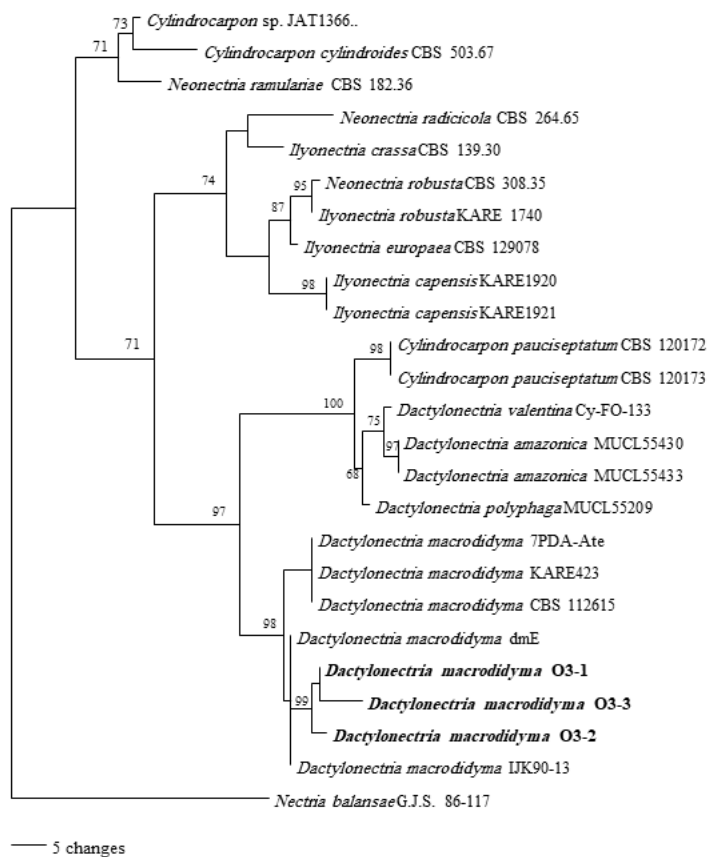 73 Cylindrocarpon sp. JAT1366..
71
Cylindrocarpon cylindroides CBS 503.67
Neonectria ramulariae CBS 182.36
Neonectria radicicola CBS 264.65
Ilyonectria crassa CBS 139.30
74
95 Neonectria robusta CBS 308.35
87
Ilyonectria robusta KARE 1740
Ilyonectria europaea CBS 129078
98 Ilyonectria capensis KARE1920
Ilyonectria capensis KARE1921
71
98 Cylindrocarpon pauciseptatum CBS 120172
Cylindrocarpon pauciseptatum CBS 120173
100
75 Dactylonectria valentina Cy-FO-133
97 Dactylonectria amazonica MUCL55430
68 Dactylonectria amazonica MUCL55433
Dactylonectria polyphaga MUCL55209
97
Dactylonectria macrodidyma 7PDA-Ate
Dactylonectria macrodidyma KARE423
Dactylonectria macrodidyma CBS 112615
98
Dactylonectria macrodidyma dmE
Dactylonectria macrodidyma O3-1
99 Dactylonectria macrodidyma O3-3
Dactylonectria macrodidyma O3-2
Dactylonectria macrodidyma IJK90-13
Nectria balansae G.J.S. 86-117
5 changes